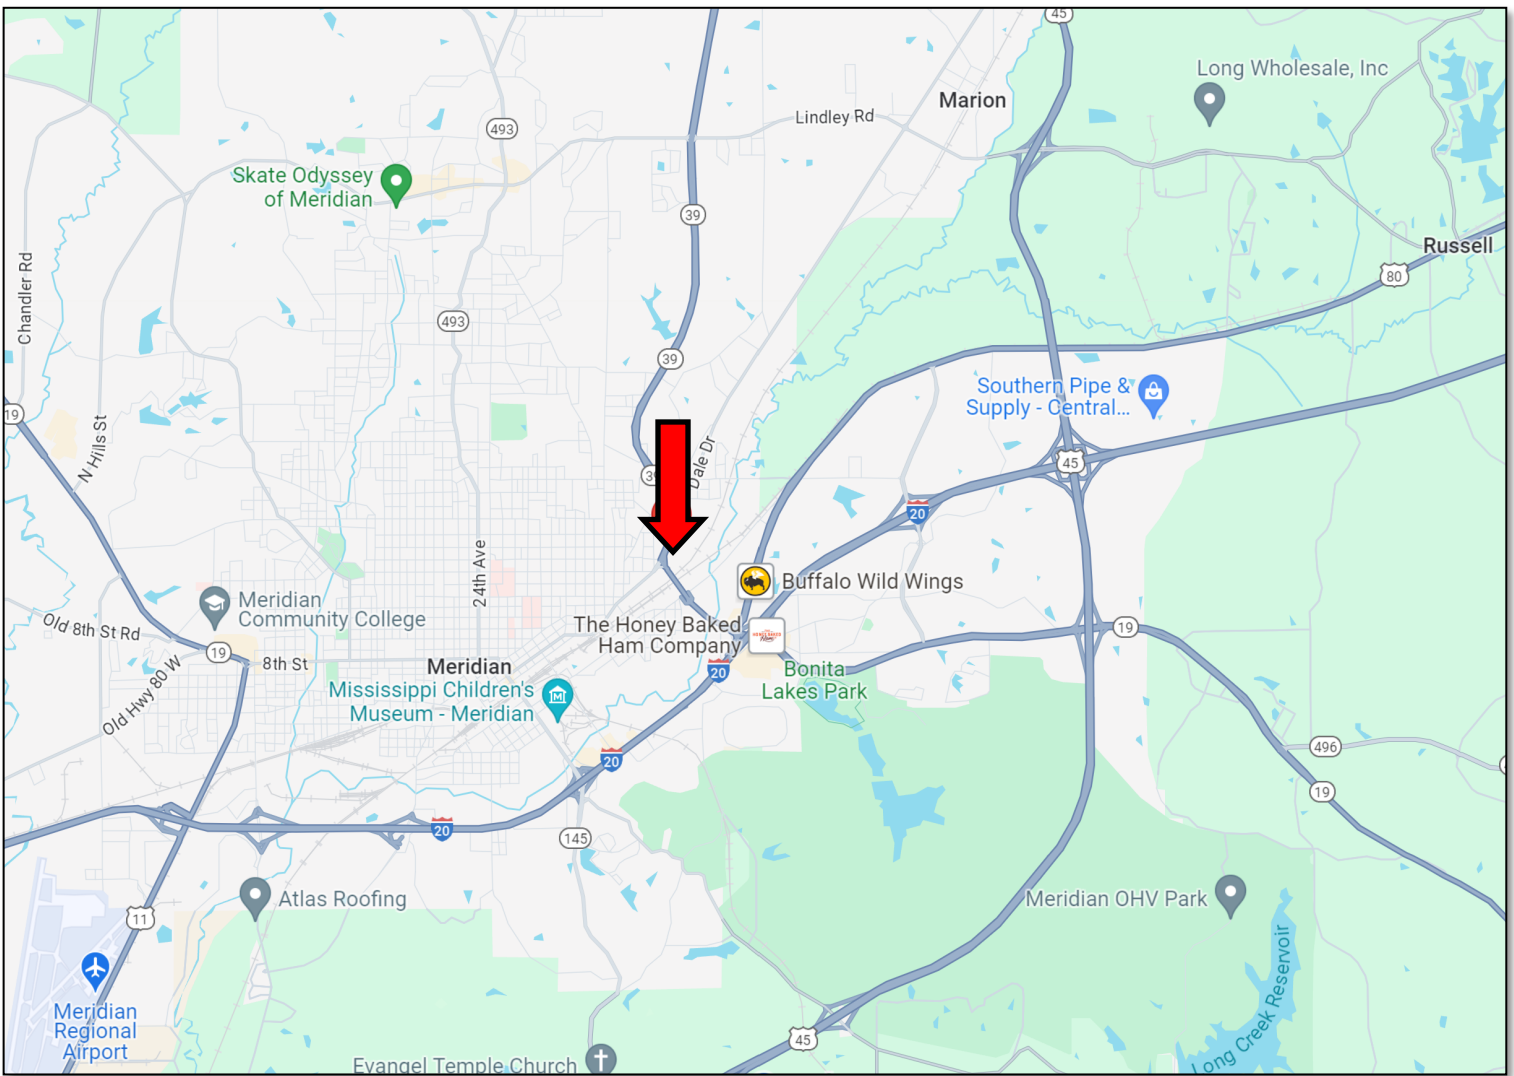 45
Long Wholesale, Inc
Marion
Lindley Rd
493
Skate Odyssey
of Meridian
39
Russell
80
Chandler Rd
493
39
Southern Pipe &
Supply - Central...
19
N Hills St
Dale Dr
45
39
20
24th Ave
Buffalo Wild Wings
Meridian
Community College
Old 8th St Rd
The Honey Baked
Ham Company
19
19
8th St
Meridian
20
Bonita
Lakes Park
Old Hwy 80 W
Mississippi Children's
Museum - Meridian
496
20
19
20
145
Atlas Roofing
Meridian OHV Park
11
Long Creek Reservoir
Meridian
Regional
Airport
45
Evangel Temple Church